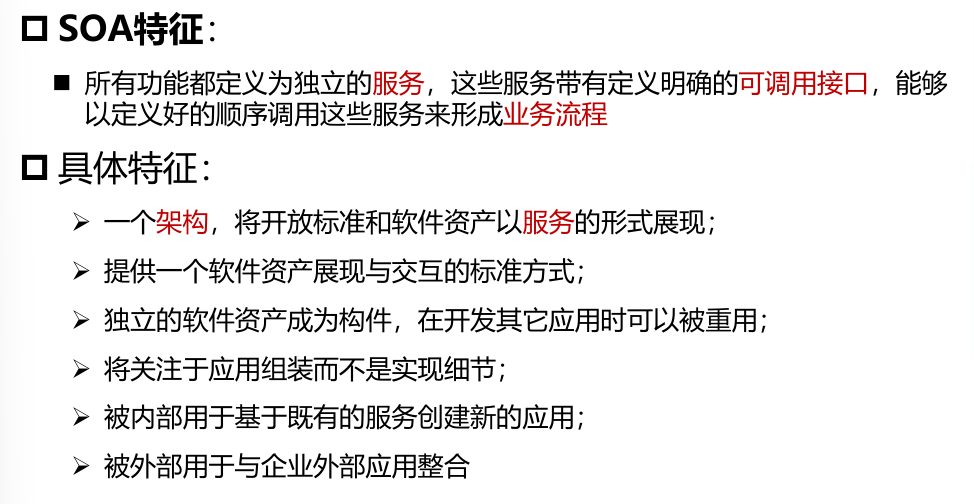 SOA特征：
所有功能都定义为独立的服务，这些服务带有定义明确的可调用接口，能够
以定义好的顺序调用这些服务来形成业务流程
具体特征：
一个架构，将开放标准和软件资产以服务的形式展现；
提供一个软件资产展现与交互的标准方式；
独立的软件资产成为构件，在开发其它应用时可以被重用；
将关注于应用组装而不是实现细节；
被内部用于基于既有的服务创建新的应用；
被外部用于与企业外部应用整合